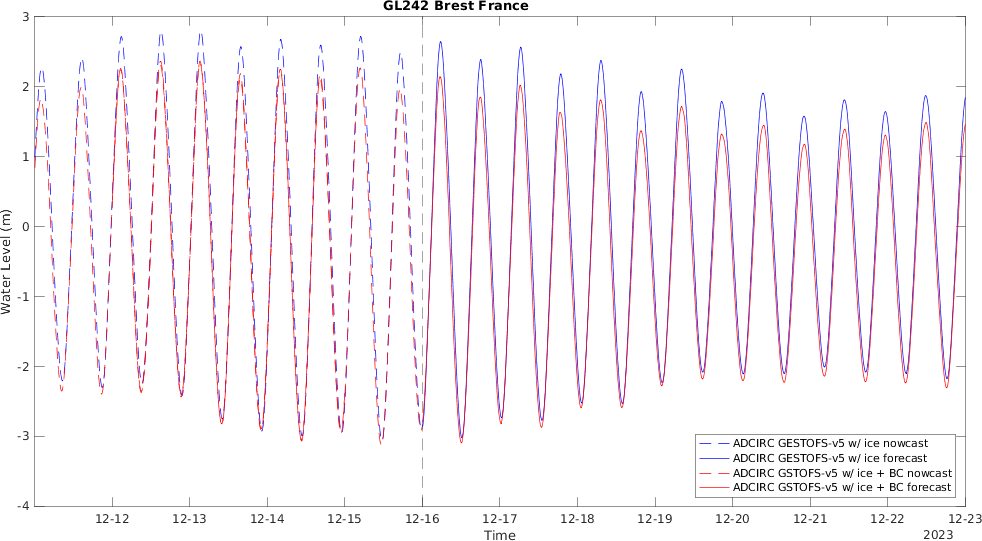 GL242 Brest France
3
2
1
0
-1
-2
-3
-4
Water Level (m)
ADCIRC GESTOFS-v5 w/ ice nowcast
ADCIRC GESTOFS-v5 w/ ice forecast
ADCIRC GSTOFS-v5 w/ ice + BC nowcast
ADCIRC GSTOFS-v5 w/ ice + BC forecast
12-12 12-13 12-14 12-15 12-16 12-17 12-18 12-19 12-20 12-21 12-22 12-23
Time
2023